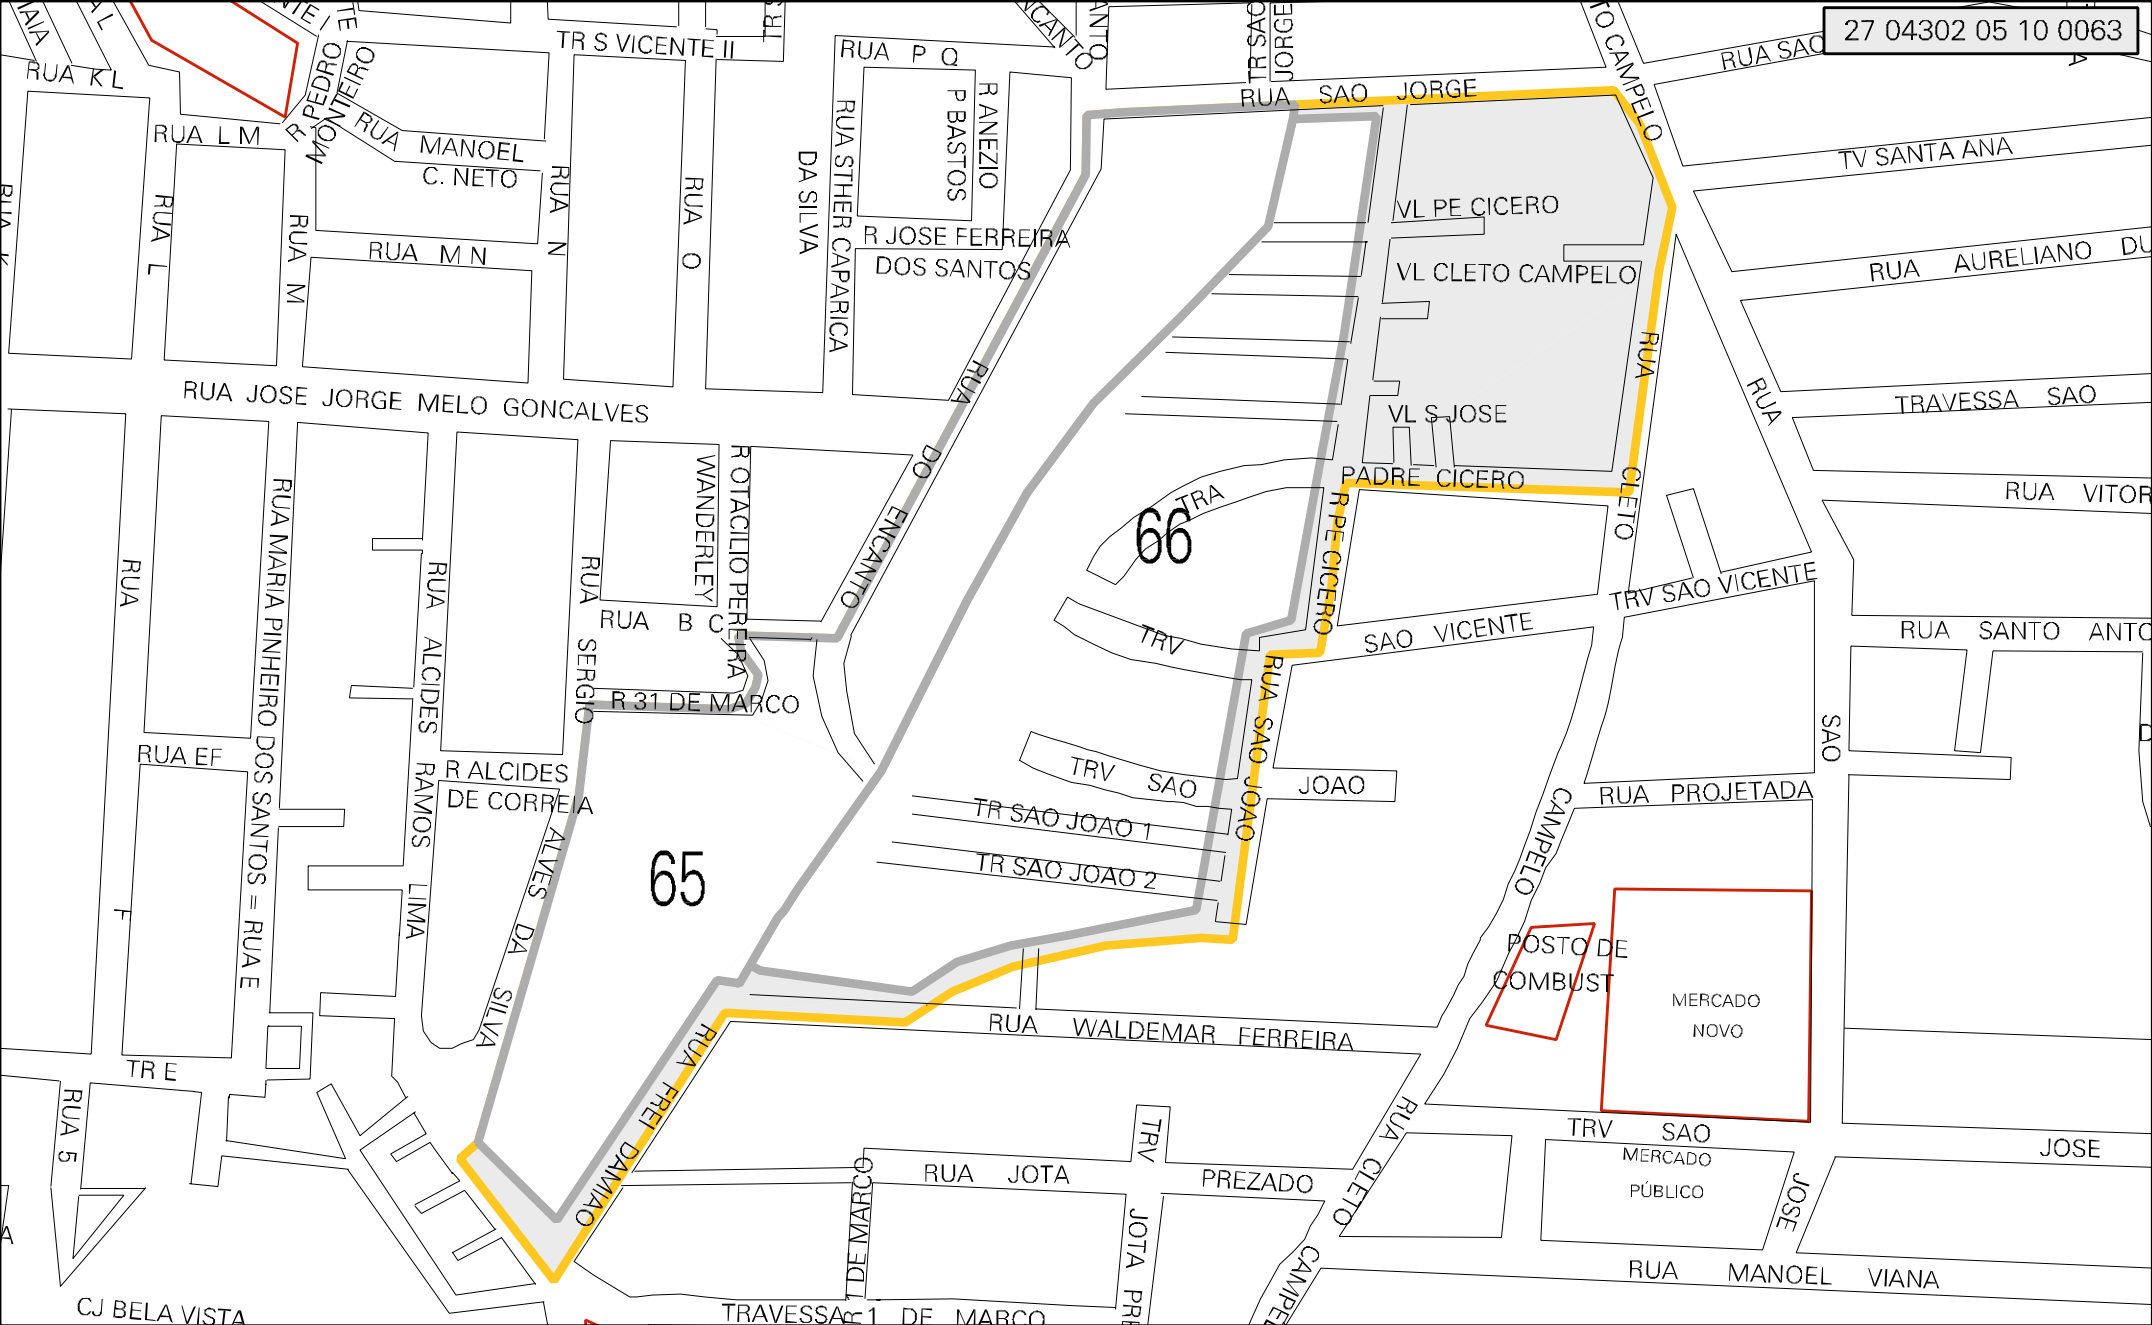 27 04302 05 10 0063
TR S VICENTE II
RUA P Q
TR SAO
JORGE
RUA SAO
RUA K L
RUA L M
R PEDRO
MONTEIRO
RUA MANOEL
C. NETO
RUA SAO JORGE
TO CAMPELO
TV SANTA ANA
R ANEZIO
P BASTOS
RUA STHER CAPARICA
DA SILVA
R JOSE FERREIRA
DOS SANTOS
RUA L
RUA M
RUA M N
RUA N
RUA O
VL PE CICERO
VL CLETO CAMPELO
RUA AURELIANO DU
RUA JOSE JORGE MELO GONCALVES
VL S JOSE
TRAVESSA SAO
PADRE CICERO
RUA VITOR
RUA DO ENCANTO
RUA CLETO CAMPELO
RUA SAO JOSE
R OTACILIO PEREIRA
WANDERLEY
RUA MARIA PINHEIRO DOS SANTOS = RUA E
RUA F
RUA ALCIDES RAMOS LIMA
RUA SERGIO ALVES DA SILVA
RUA B C
R 31 DE MARCO
66
TRA
TRV
R PE CICERO
SAO VICENTE
TRV SAO VICENTE
RUA SANTO ANTO
RUA EF
R ALCIDES
DE CORREIA
RUA SAO JOAO
TRV SAO JOAO
TR SAO JOAO 1
TR SAO JOAO 2
RUA PROJETADA
65
POSTO DE
COMBUST
MERCADO
NOVO
RUA WALDEMAR FERREIRA
TR E
RUA 5
RUA FREI DAMIAO
TRV SAO JOSE
MERCADO
PÚBLICO
RUA JOTA PREZADO
TRV
JOTA PRE
R 1 DE MARCO
RUA CLETO
CAMPEL
RUA MANOEL VIANA
CJ BELA VISTA
TRAVESSA 1 DE MARCO